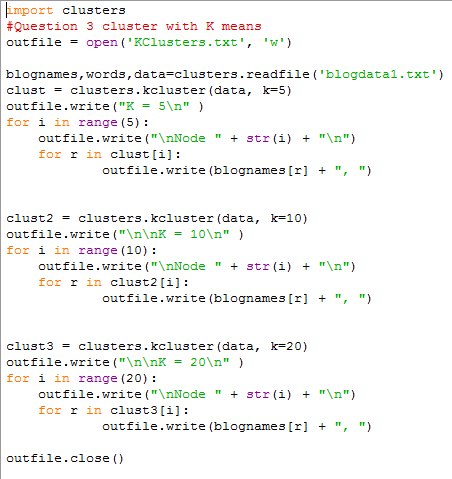 import clusters
#Question 3 cluster with K means
outfile = open('KClusters.txt', 'w')

blognames,words,data=clusters.readfile('blogdata1.txt')
clust = clusters.kcluster(data, k=5)
outfile.write("K = 5\n" )
for i in range(5):
    outfile.write("\nNode " + str(i) + "\n")
    for r in clust[i]:
            outfile.write(blognames[r] + ", ")


clust2 = clusters.kcluster(data, k=10)
outfile.write("\n\nK = 10\n" )
for i in range(10):
    outfile.write("\nNode " + str(i) + "\n")
    for r in clust2[i]:
            outfile.write(blognames[r] + ", ")


clust3 = clusters.kcluster(data, k=20)
outfile.write("\n\nK = 20\n" )
for i in range(20):
    outfile.write("\nNode " + str(i) + "\n")
    for r in clust3[i]:
            outfile.write(blognames[r] + ", ")

outfile.close()